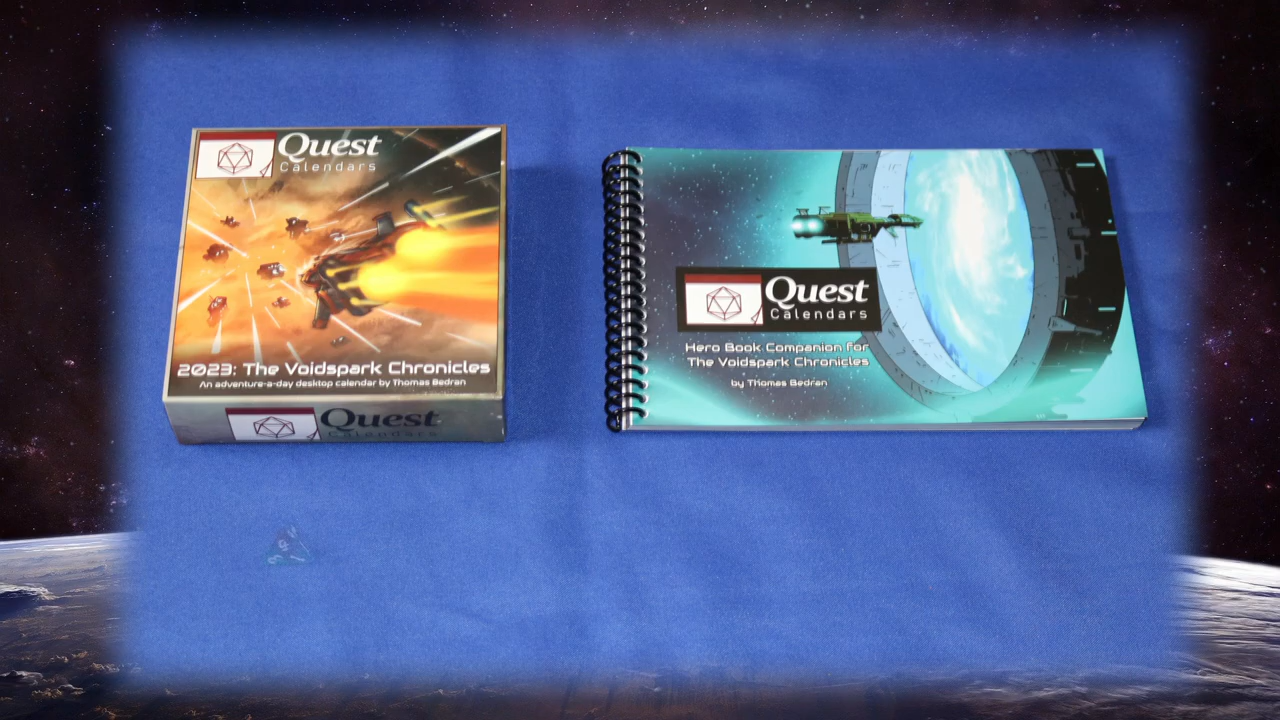 Quest
Calendars
2023: The Voidspark Chronicles
An adventure-a-day desktop calendar by Thomas Bedran
Quest
Calendars
Quest
Calendars
Hero Book Companion for
The Voidspark Chronicles
by Thomas Bedran